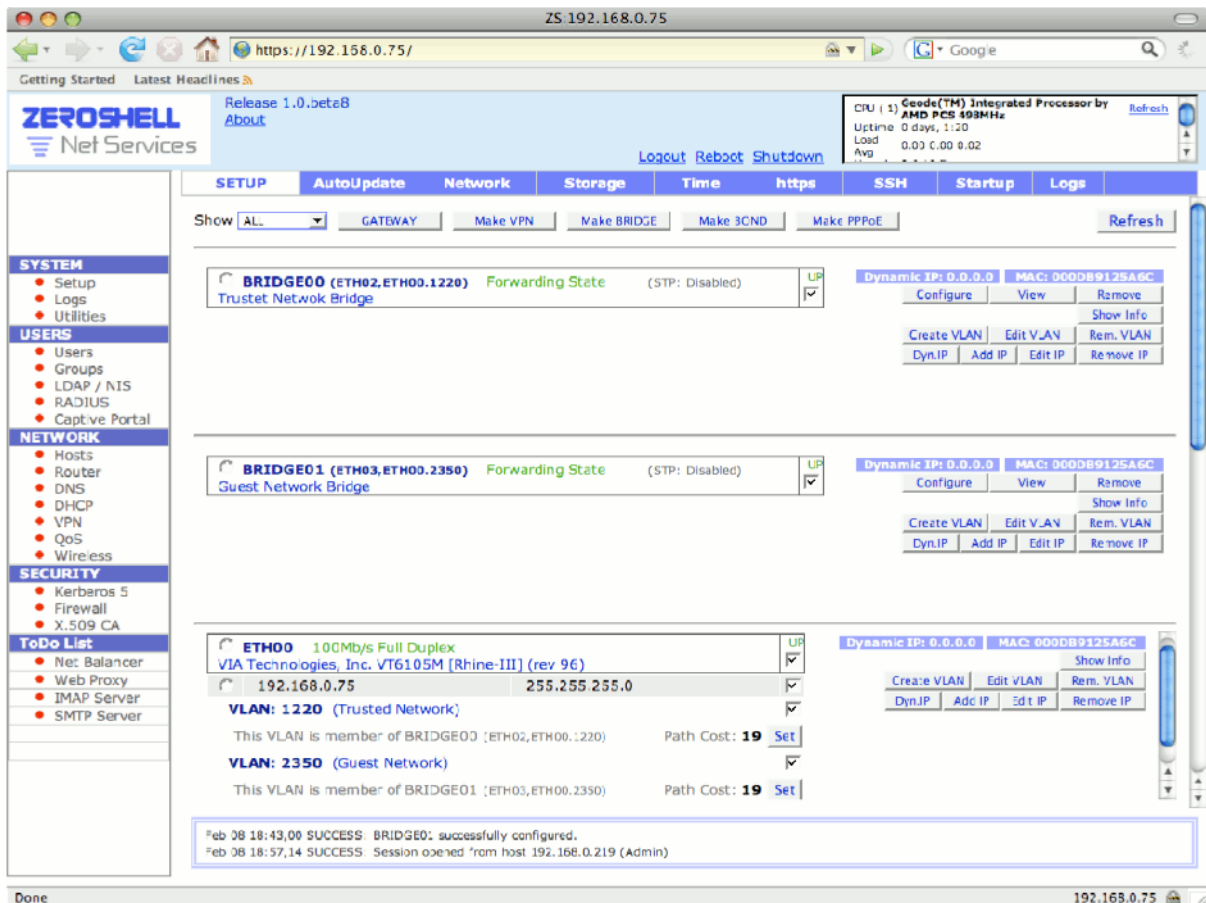 ZS:192.168.0.75
https://192.168.0.75/
Google
Getting Started Latest Headlines
ZEROSHELL
Net Services
Release 1.0.beta8
About
Logout Reboot Shutdown
CPU (1) Geode(TM) Integrated Processor by AMD PCS 498MHz
Refresh
Uptime 0 days, 1:20
Load Avg 0.00 0.00 0.02
SETUP AutoUpdate Network Storage Time https SSH Startup Logs
Show ALL GATEWAY Make VPN Make BRIDGE Make BOND Make PPPoE Refresh
SYSTEM
Setup
Logs
Utilities
USERS
Users
Groups
LDAP / NIS
RADIUS
Captive Portal
NETWORK
Hosts
Router
DNS
DHCP
VPN
QoS
Wireless
SECURITY
Kerberos 5
Firewall
X.509 CA
ToDo List
Net Balancer
Web Proxy
IMAP Server
SMTP Server
BRIDGE00 (ETH02,ETH00.1220) Forwarding State (STP: Disabled) UP
Trustet Netwok Bridge
Dynamic IP: 0.0.0.0 MAC: 000DB9125A6C
Configure View Remove
Show Info
Create VLAN Edit VLAN Rem. VLAN
Dyn.IP Add IP Edit IP Remove IP
BRIDGE01 (ETH03,ETH00.2350) Forwarding State (STP: Disabled) UP
Guest Network Bridge
Dynamic IP: 0.0.0.0 MAC: 000DB9125A6C
Configure View Remove
Show Info
Create VLAN Edit VLAN Rem. VLAN
Dyn.IP Add IP Edit IP Remove IP
ETH00 100Mb/s Full Duplex UP
VIA Technologies, Inc. VT6105M [Rhine-III] (rev 96)
Dynamic IP: 0.0.0.0 MAC: 000DB9125A6C
Show Info
Create VLAN Edit VLAN Rem. VLAN
Dyn.IP Add IP Edit IP Remove IP
192.168.0.75 255.255.255.0
VLAN: 1220 (Trusted Network)
This VLAN is member of BRIDGE00 (ETH02,ETH00.1220) Path Cost: 19 Set
VLAN: 2350 (Guest Network)
This VLAN is member of BRIDGE01 (ETH03,ETH00.2350) Path Cost: 19 Set
Feb 08 18:43,00 SUCCESS: BRIDGE01 successfully configured.
Feb 08 18:57,14 SUCCESS: Session opened from host 192.168.0.219 (Admin)
Done
192.168.0.75